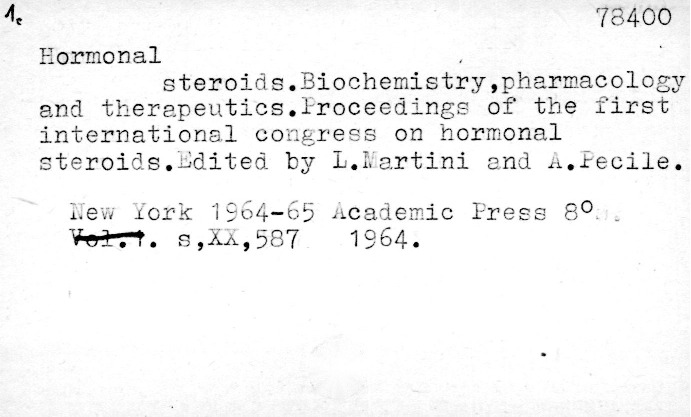 1.
78400
Hormonal
steroids.Biochemistry,pharmacology
and therapeutics.Proceedings of the first
international congress on hormonal
steroids.Edited by L.Martini and A.Pecile.
New York 1964-65 Academic Press 8°.
Vol.1. s,XX,587 1964.